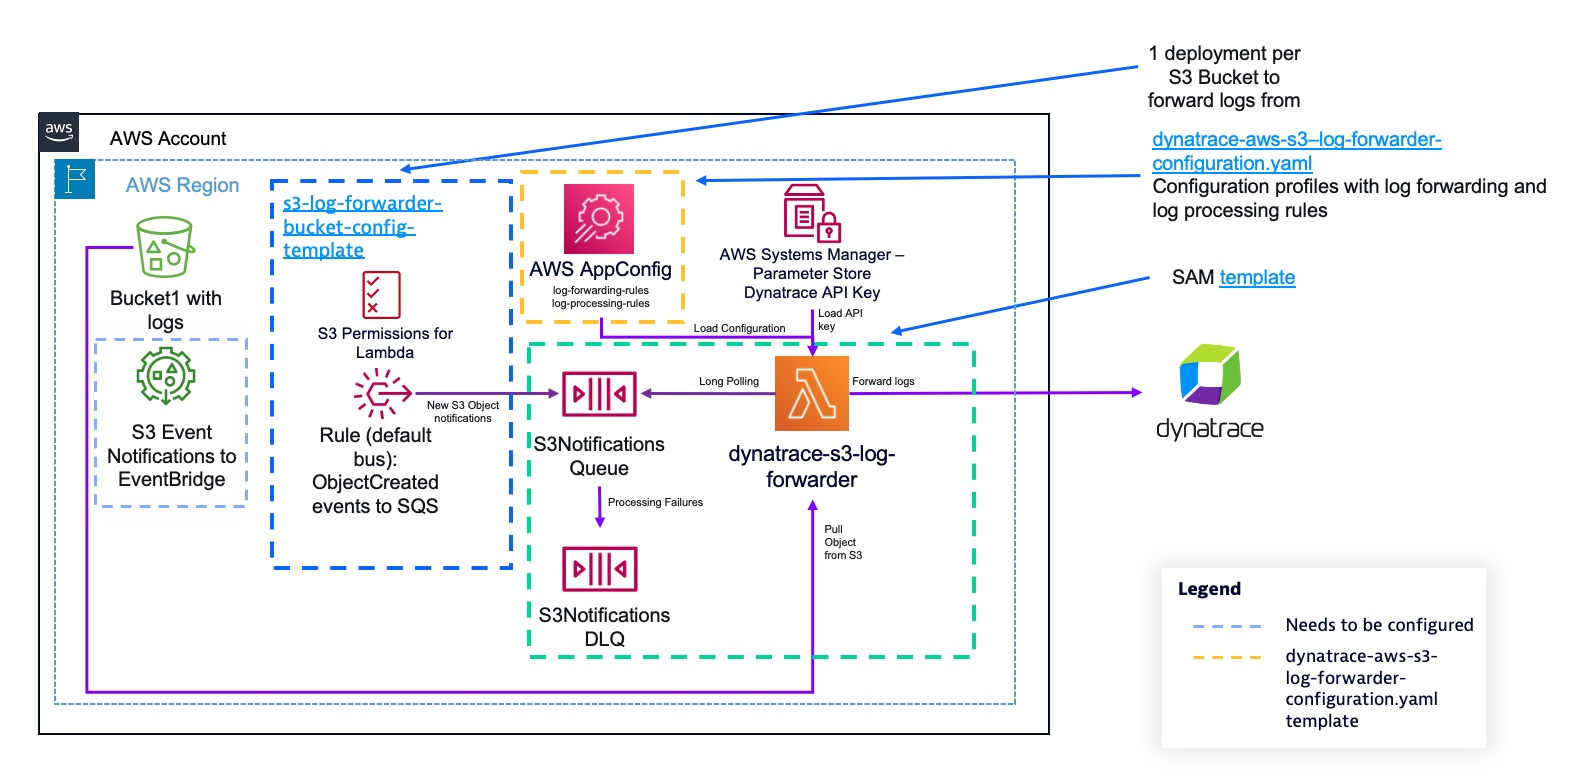 1 deployment per
S3 Bucket to
forward logs from
dynatrace-aws-s3–log-forwarder-
configuration.yaml
Configuration profiles with log forwarding and
log processing rules
SAM template
aws
AWS Account
AWS Region
Bucket1 with
logs
S3 Event
Notifications to
EventBridge
s3-log-forwarder-
bucket-config-
template
S3 Permissions for
Lambda
New S3 Object
notifications
Rule (default
bus):
ObjectCreated
events to SQS
AWS AppConfig
log-forwarding-rules
log-processing-rules
AWS Systems Manager –
Parameter Store
Dynatrace API Key
Load API
key
Load Configuration
Long Polling
Forward logs
S3Notifications
Queue
dynatrace-s3-log-
forwarder
Processing Failures
Pull
Object
from S3
S3Notifications
DLQ
dynatrace
Legend
Needs to be configured
dynatrace-aws-s3-
log-forwarder-
configuration.yaml
template